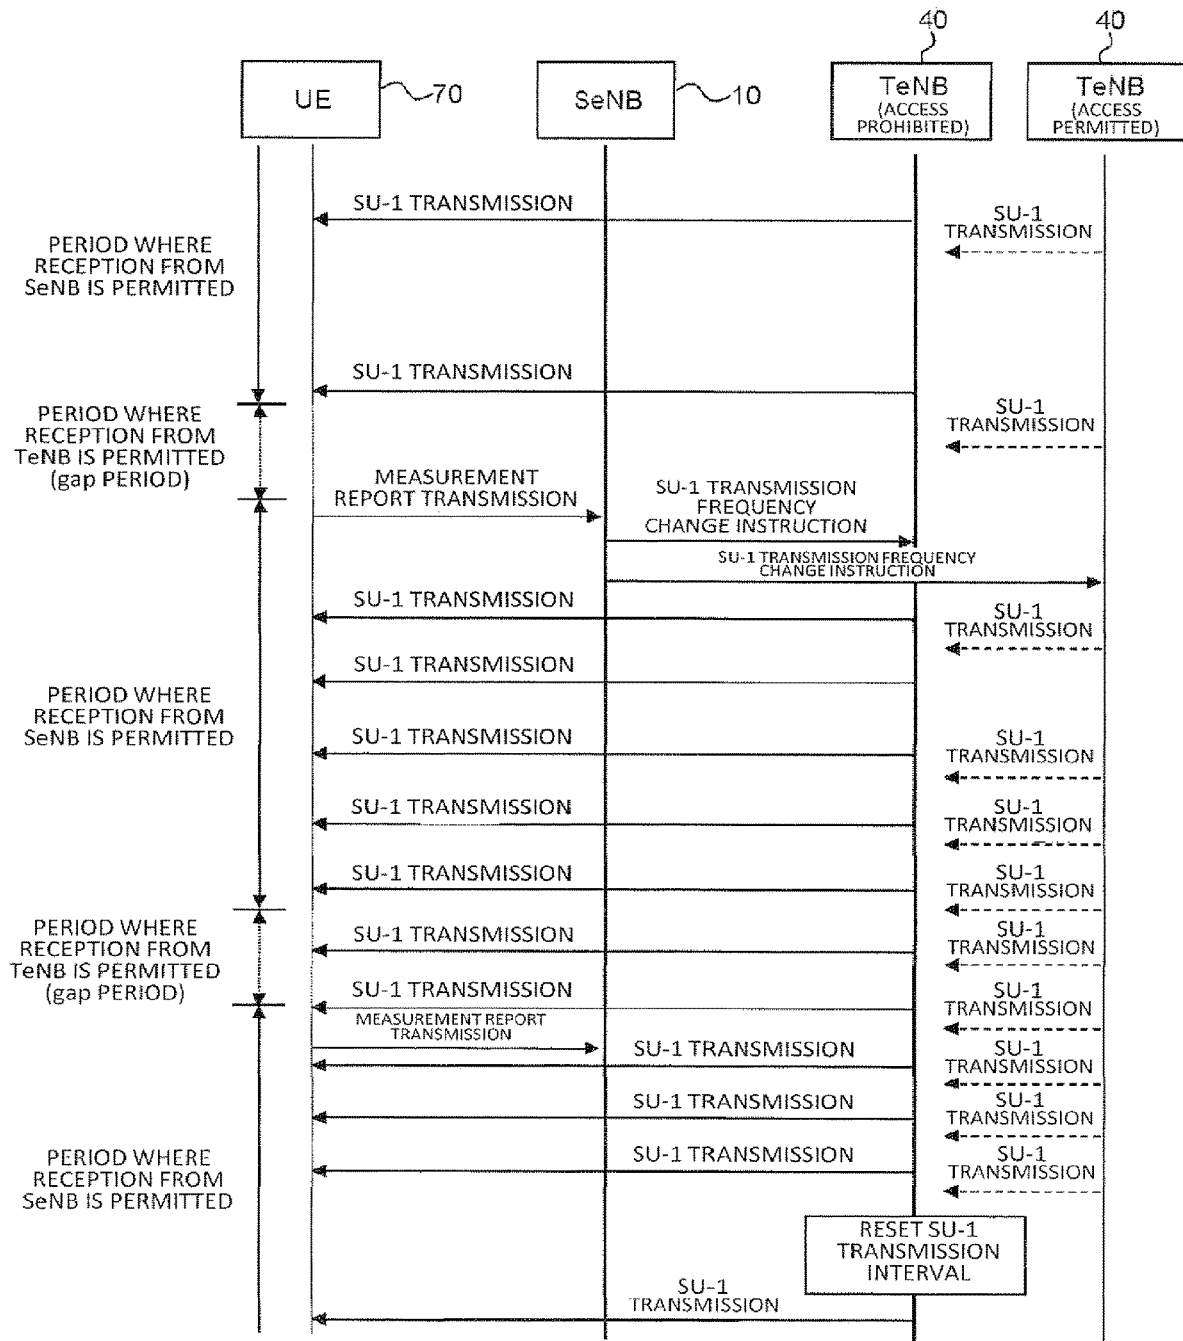 40
40
UE
70
SeNB
10
TeNB
(ACCESS
PROHIBITED)
TeNB
(ACCESS
PERMITTED)
SU-1 TRANSMISSION
SU-1
TRANSMISSION
PERIOD WHERE
RECEPTION FROM
SeNB IS PERMITTED
SU-1 TRANSMISSION
SU-1
TRANSMISSION
PERIOD WHERE
RECEPTION FROM
TeNB IS PERMITTED
(gap PERIOD)
MEASUREMENT
REPORT TRANSMISSION
SU-1 TRANSMISSION
FREQUENCY
CHANGE INSTRUCTION
SU-1 TRANSMISSION FREQUENCY
CHANGE INSTRUCTION
SU-1 TRANSMISSION
SU-1
TRANSMISSION
SU-1 TRANSMISSION
PERIOD WHERE
RECEPTION FROM
SeNB IS PERMITTED
SU-1 TRANSMISSION
SU-1
TRANSMISSION
SU-1 TRANSMISSION
SU-1
TRANSMISSION
SU-1 TRANSMISSION
SU-1
TRANSMISSION
PERIOD WHERE
RECEPTION FROM
TeNB IS PERMITTED
(gap PERIOD)
SU-1 TRANSMISSION
SU-1
TRANSMISSION
SU-1 TRANSMISSION
SU-1
TRANSMISSION
MEASUREMENT REPORT
TRANSMISSION
SU-1 TRANSMISSION
SU-1
TRANSMISSION
SU-1 TRANSMISSION
SU-1
TRANSMISSION
PERIOD WHERE
RECEPTION FROM
SeNB IS PERMITTED
SU-1 TRANSMISSION
SU-1
TRANSMISSION
RESET SU-1
TRANSMISSION
INTERVAL
SU-1
TRANSMISSION